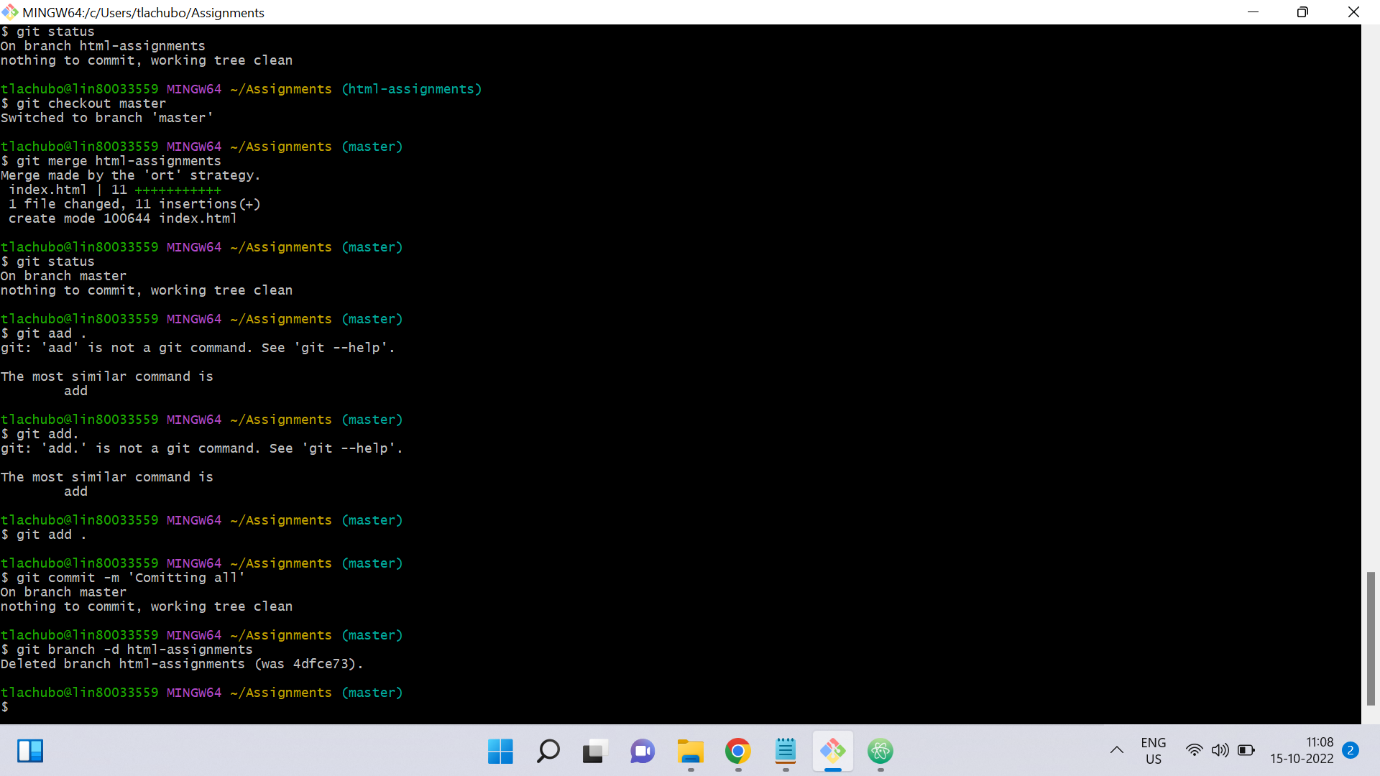 MINGW64:/c/Users/tlachubo/Assignments
$ git status
On branch html-assignments
nothing to commit, working tree clean
tlachubo@lin80033559 MINGW64 ~/Assignments (html-assignments)
$ git checkout master
Switched to branch 'master'
tlachubo@lin80033559 MINGW64 ~/Assignments (master)
$ git merge html-assignments
Merge made by the 'ort' strategy.
 index.html | 11 +++++++++++
 1 file changed, 11 insertions(+)
 create mode 100644 index.html
tlachubo@lin80033559 MINGW64 ~/Assignments (master)
$ git status
On branch master
nothing to commit, working tree clean
tlachubo@lin80033559 MINGW64 ~/Assignments (master)
$ git aad .
git: 'aad' is not a git command. See 'git --help'.
The most similar command is
        add
tlachubo@lin80033559 MINGW64 ~/Assignments (master)
$ git add.
git: 'add.' is not a git command. See 'git --help'.
The most similar command is
        add
tlachubo@lin80033559 MINGW64 ~/Assignments (master)
$ git add .
tlachubo@lin80033559 MINGW64 ~/Assignments (master)
$ git commit -m 'Comitting all'
On branch master
nothing to commit, working tree clean
tlachubo@lin80033559 MINGW64 ~/Assignments (master)
$ git branch -d html-assignments
Deleted branch html-assignments (was 4dfce73).
tlachubo@lin80033559 MINGW64 ~/Assignments (master)
$
ENG
US
11:08
15-10-2022
2